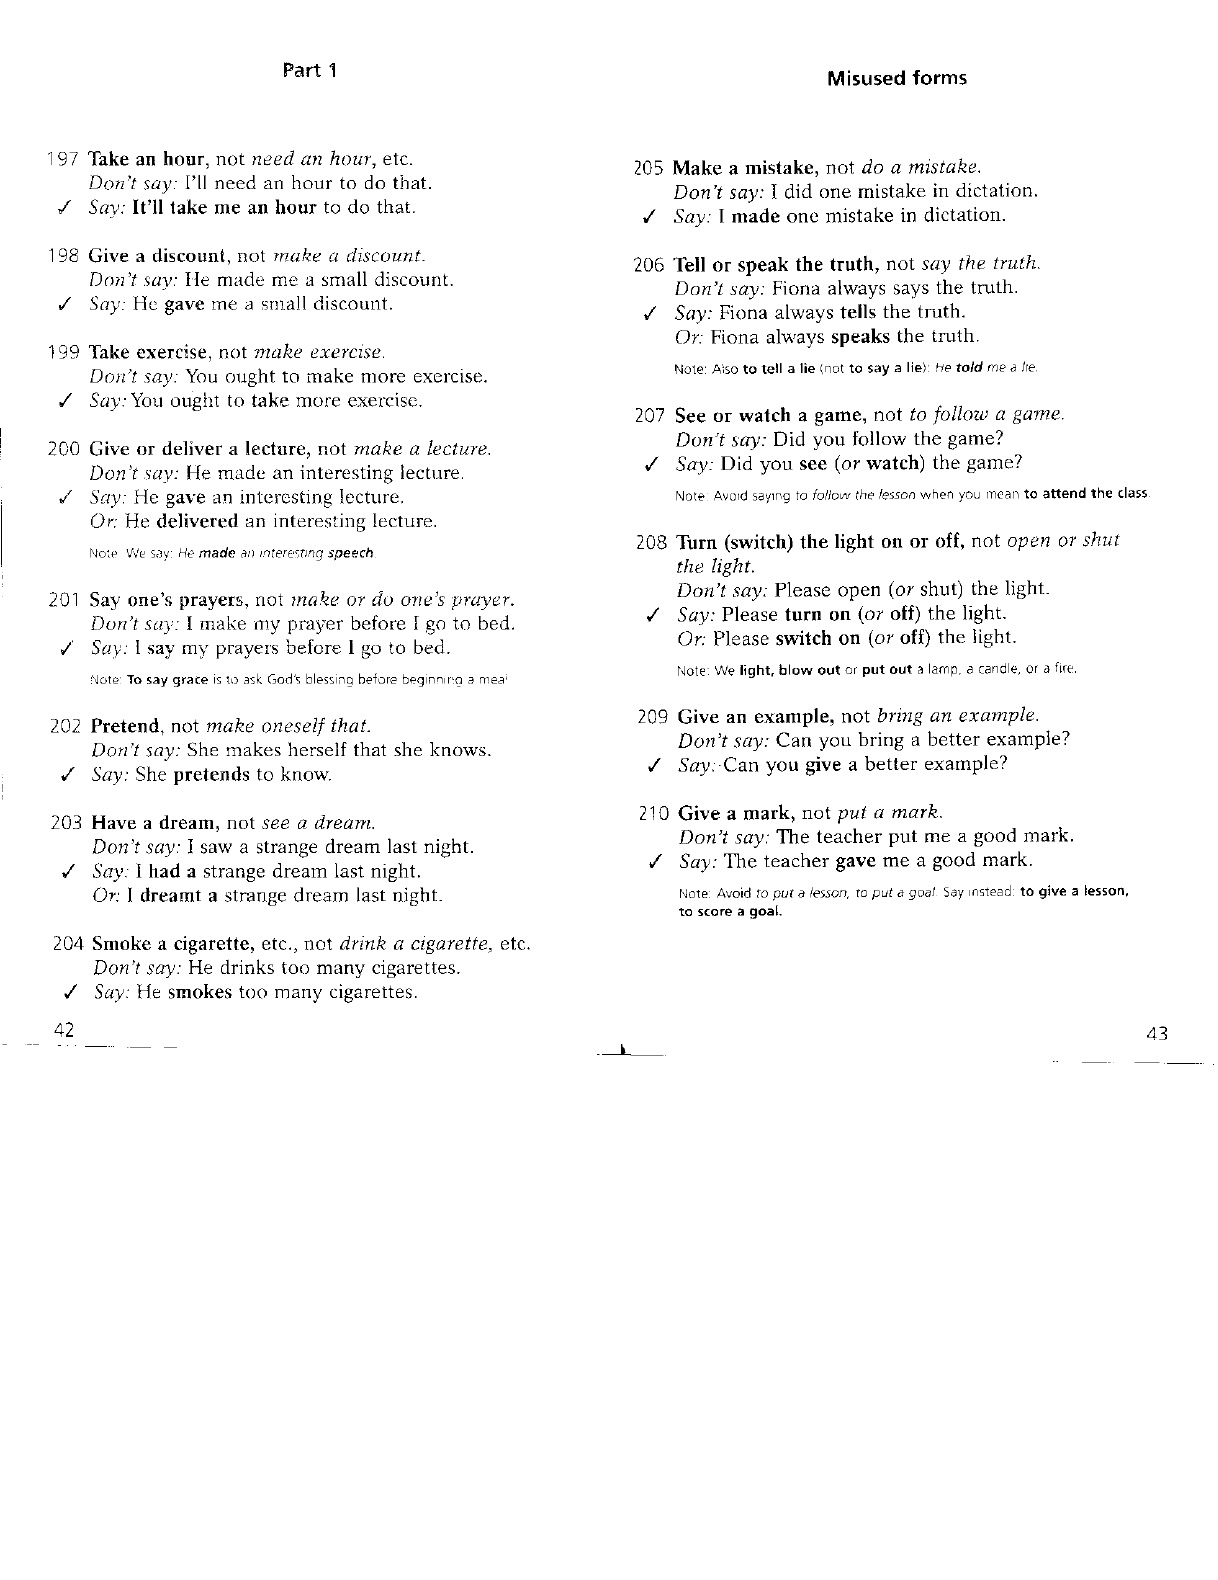 Part 1
197 Take an hour, not need an hour, etc.
Don't say: I'll need an hour to do that.
✓ Say: It'll take me an hour to do that.
198 Give a discount, not make a discount.
Don't say: He made me a small discount.
✓ Say: He gave me a small discount.
199 Take exercise, not make exercise.
Don't say: You ought to make more exercise.
✓ Say: You ought to take more exercise.
200 Give or deliver a lecture, not make a lecture.
Don't say: He made an interesting lecture.
✓ Say: He gave an interesting lecture.
Or: He delivered an interesting lecture.
Note: We say: He made an interesting speech
201 Say one's prayers, not make or do one's prayer.
Don't say: I make my prayer before I go to bed.
✓ Say: I say my prayers before I go to bed.
Note: To say grace is to ask God's blessing before beginning a meal
202 Pretend, not make oneself that.
Don't say: She makes herself that she knows.
✓ Say: She pretends to know.
203 Have a dream, not see a dream.
Don't say: I saw a strange dream last night.
✓ Say: I had a strange dream last night.
Or: I dreamt a strange dream last night.
204 Smoke a cigarette, etc., not drink a cigarette, etc.
Don't say: He drinks too many cigarettes.
✓ Say: He smokes too many cigarettes.
42
Misused forms
205 Make a mistake, not do a mistake.
Don't say: I did one mistake in dictation.
✓ Say: I made one mistake in dictation.
206 Tell or speak the truth, not say the truth.
Don't say: Fiona always says the truth.
✓ Say: Fiona always tells the truth.
Or: Fiona always speaks the truth.
Note: Also to tell a lie (not to say a lie): He told me a lie.
207 See or watch a game, not to follow a game.
Don't say: Did you follow the game?
✓ Say: Did you see (or watch) the game?
Note: Avoid saying to follow the lesson when you mean to attend the class.
208 Turn (switch) the light on or off, not open or shut
the light.
Don't say: Please open (or shut) the light.
✓ Say: Please turn on (or off) the light.
Or: Please switch on (or off) the light.
Note: We light, blow out or put out a lamp, a candle, or a fire.
209 Give an example, not bring an example.
Don't say: Can you bring a better example?
✓ Say: Can you give a better example?
210 Give a mark, not put a mark.
Don't say: The teacher put me a good mark.
✓ Say: The teacher gave me a good mark.
Note: Avoid to put a lesson, to put a goal. Say instead: to give a lesson,
to score a goal.
43